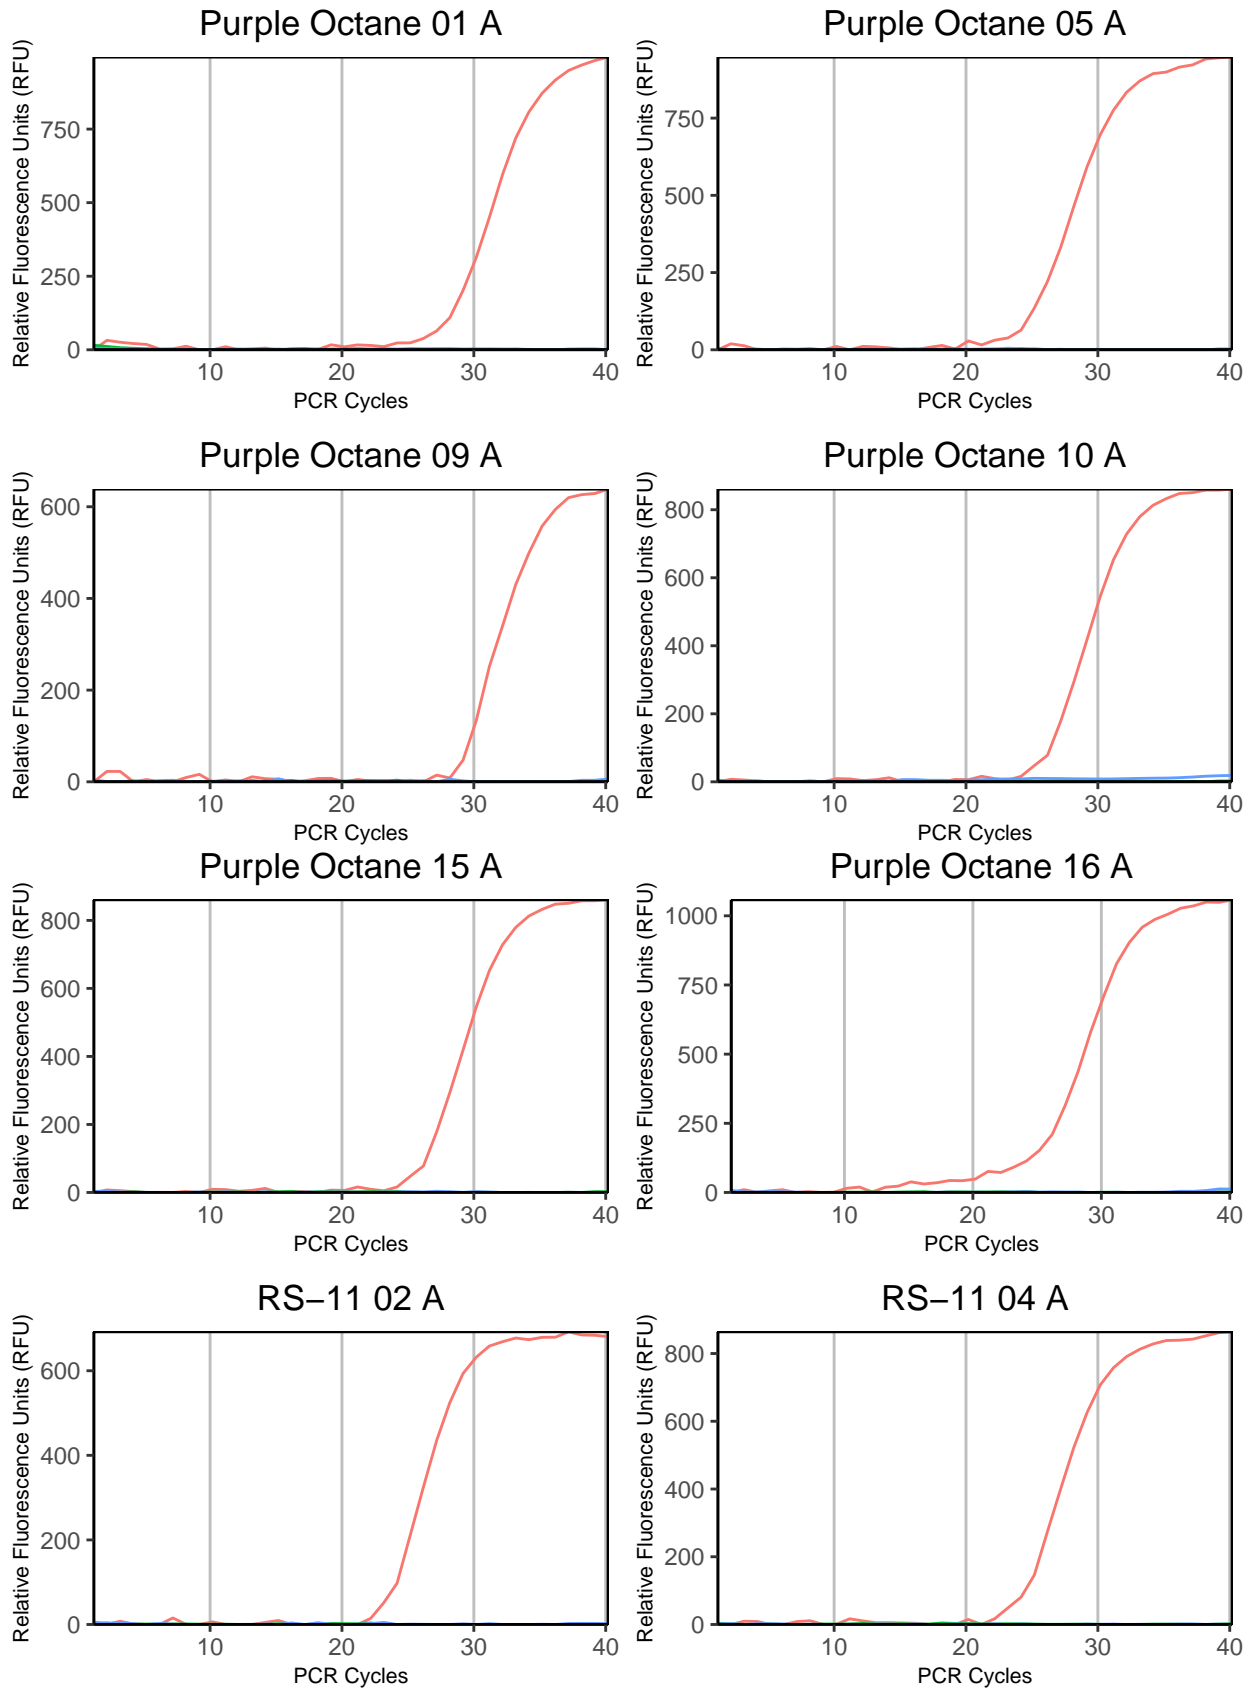 Purple Octane 01 A
Relative Fluorescence Units (RFU)
750
500
250
0
10 20 30 40
PCR Cycles
Purple Octane 05 A
Relative Fluorescence Units (RFU)
750
500
250
0
10 20 30 40
PCR Cycles
Purple Octane 09 A
Relative Fluorescence Units (RFU)
600
400
200
0
10 20 30 40
PCR Cycles
Purple Octane 10 A
Relative Fluorescence Units (RFU)
800
600
400
200
0
10 20 30 40
PCR Cycles
Purple Octane 15 A
Relative Fluorescence Units (RFU)
800
600
400
200
0
10 20 30 40
PCR Cycles
Purple Octane 16 A
Relative Fluorescence Units (RFU)
1000
750
500
250
0
10 20 30 40
PCR Cycles
RS−11 02 A
Relative Fluorescence Units (RFU)
600
400
200
0
10 20 30 40
PCR Cycles
RS−11 04 A
Relative Fluorescence Units (RFU)
800
600
400
200
0
10 20 30 40
PCR Cycles